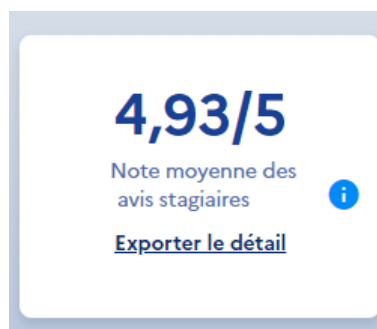 4,93/5
Note moyenne des
avis stagiaires
i
Exporter le détail